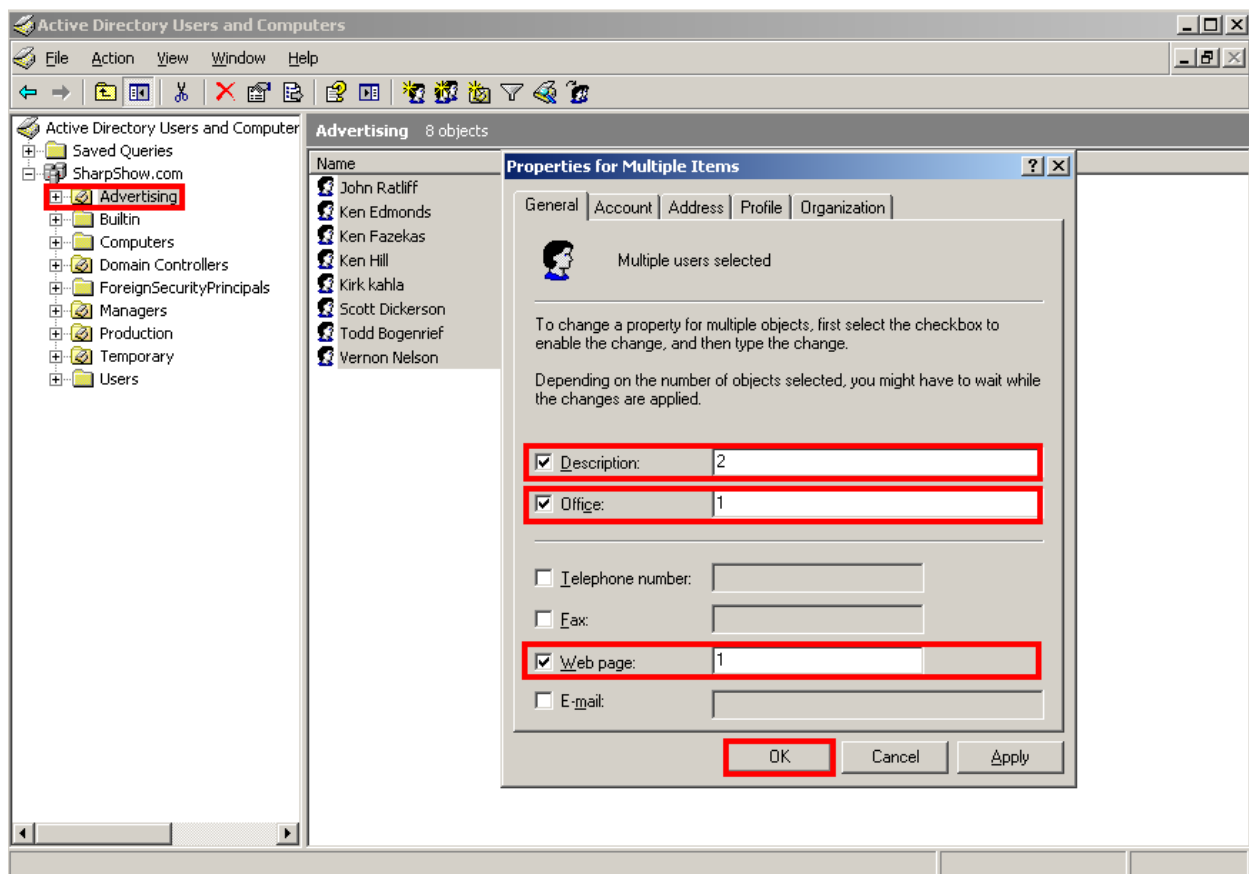 Active Directory Users and Computers
File Action View Window Help
Active Directory Users and Computer
Saved Queries
SharpShow.com
Advertising
Builtin
Computers
Domain Controllers
ForeignSecurityPrincipals
Managers
Production
Temporary
Users
Advertising 8 objects
Name
John Ratliff
Ken Edmonds
Ken Fazekas
Ken Hill
Kirk kahla
Scott Dickerson
Todd Bogenrief
Vernon Nelson
Properties for Multiple Items
General Account Address Profile Organization
Multiple users selected
To change a property for multiple objects, first select the checkbox to
enable the change, and then type the change.
Depending on the number of objects selected, you might have to wait while
the changes are applied.
Description: 2
Office: 1
Telephone number:
Fax:
Web page: 1
E-mail:
OK Cancel Apply